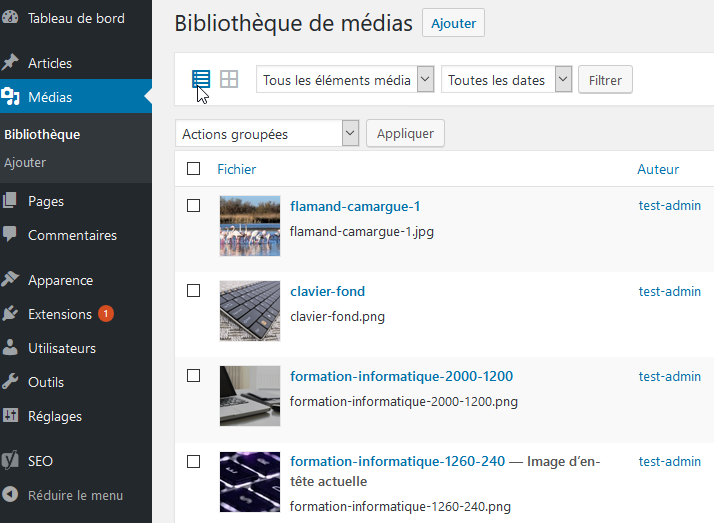 Tableau de bord
Articles
Médias
Bibliothèque
Ajouter
Pages
Commentaires
Apparence
Extensions 1
Utilisateurs
Outils
Réglages
SEO
Réduire le menu
Bibliothèque de médias Ajouter
Tous les éléments média Toutes les dates Filtrer
Actions groupées Appliquer
Fichier Auteur
flamand-camargue-1 test-admin
flamand-camargue-1.jpg
clavier-fond test-admin
clavier-fond.png
formation-informatique-2000-1200 test-admin
formation-informatique-2000-1200.png
formation-informatique-1260-240 — Image d’en- test-admin
tête actuelle
formation-informatique-1260-240.png